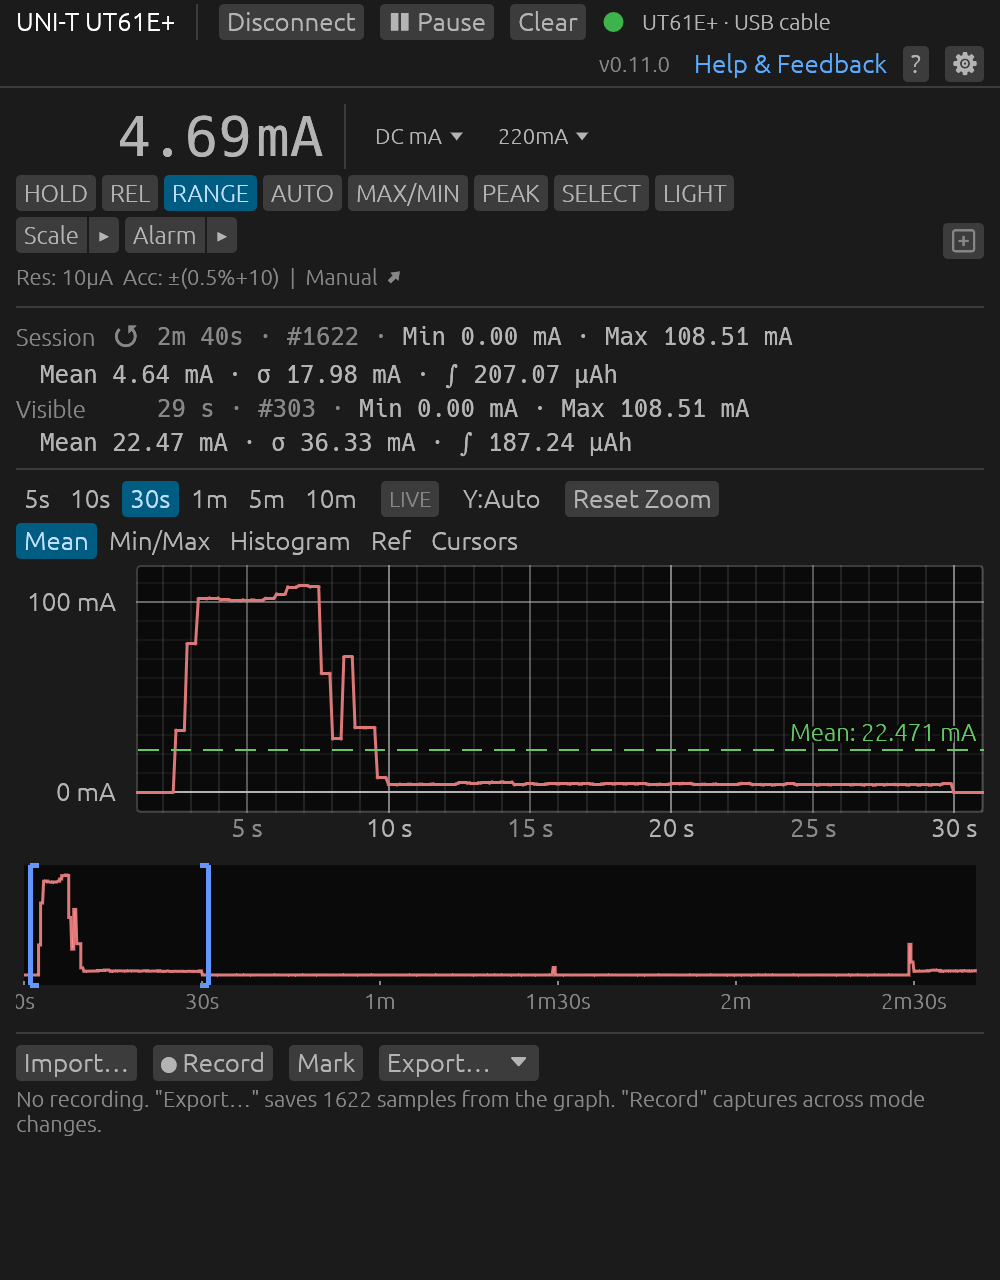 UNI-T UT61E+ Disconnect Pause Clear UT61E+ · USB cable
v0.11.0 Help & Feedback ?
4.69mA DC mA 220mA
HOLD REL RANGE AUTO MAX/MIN PEAK SELECT LIGHT
Scale Alarm
Res: 10µA Acc: ±(0.5%+10) | Manual
Session 2m 40s · #1622 · Min 0.00 mA · Max 108.51 mA
Mean 4.64 mA · σ 17.98 mA · ∫ 207.07 µAh
Visible 29 s · #303 · Min 0.00 mA · Max 108.51 mA
Mean 22.47 mA · σ 36.33 mA · ∫ 187.24 µAh
5s 10s 30s 1m 5m 10m LIVE Y:Auto Reset Zoom
Mean Min/Max Histogram Ref Cursors
100 mA
Mean: 22.471 mA
0 mA
5 s 10 s 15 s 20 s 25 s 30 s
0s 30s 1m 1m30s 2m 2m30s
Import… Record Mark Export…
No recording. "Export…" saves 1622 samples from the graph. "Record" captures across mode
changes.